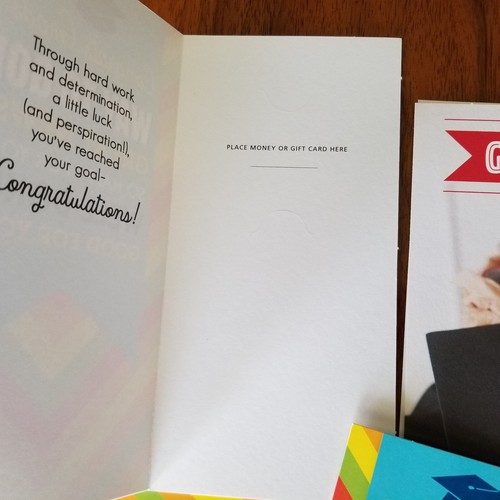 Through hard work
and determination,
a little luck
(and perspiration!),
you've reached
your goal–
Congratulations!
PLACE MONEY OR GIFT CARD HERE
G